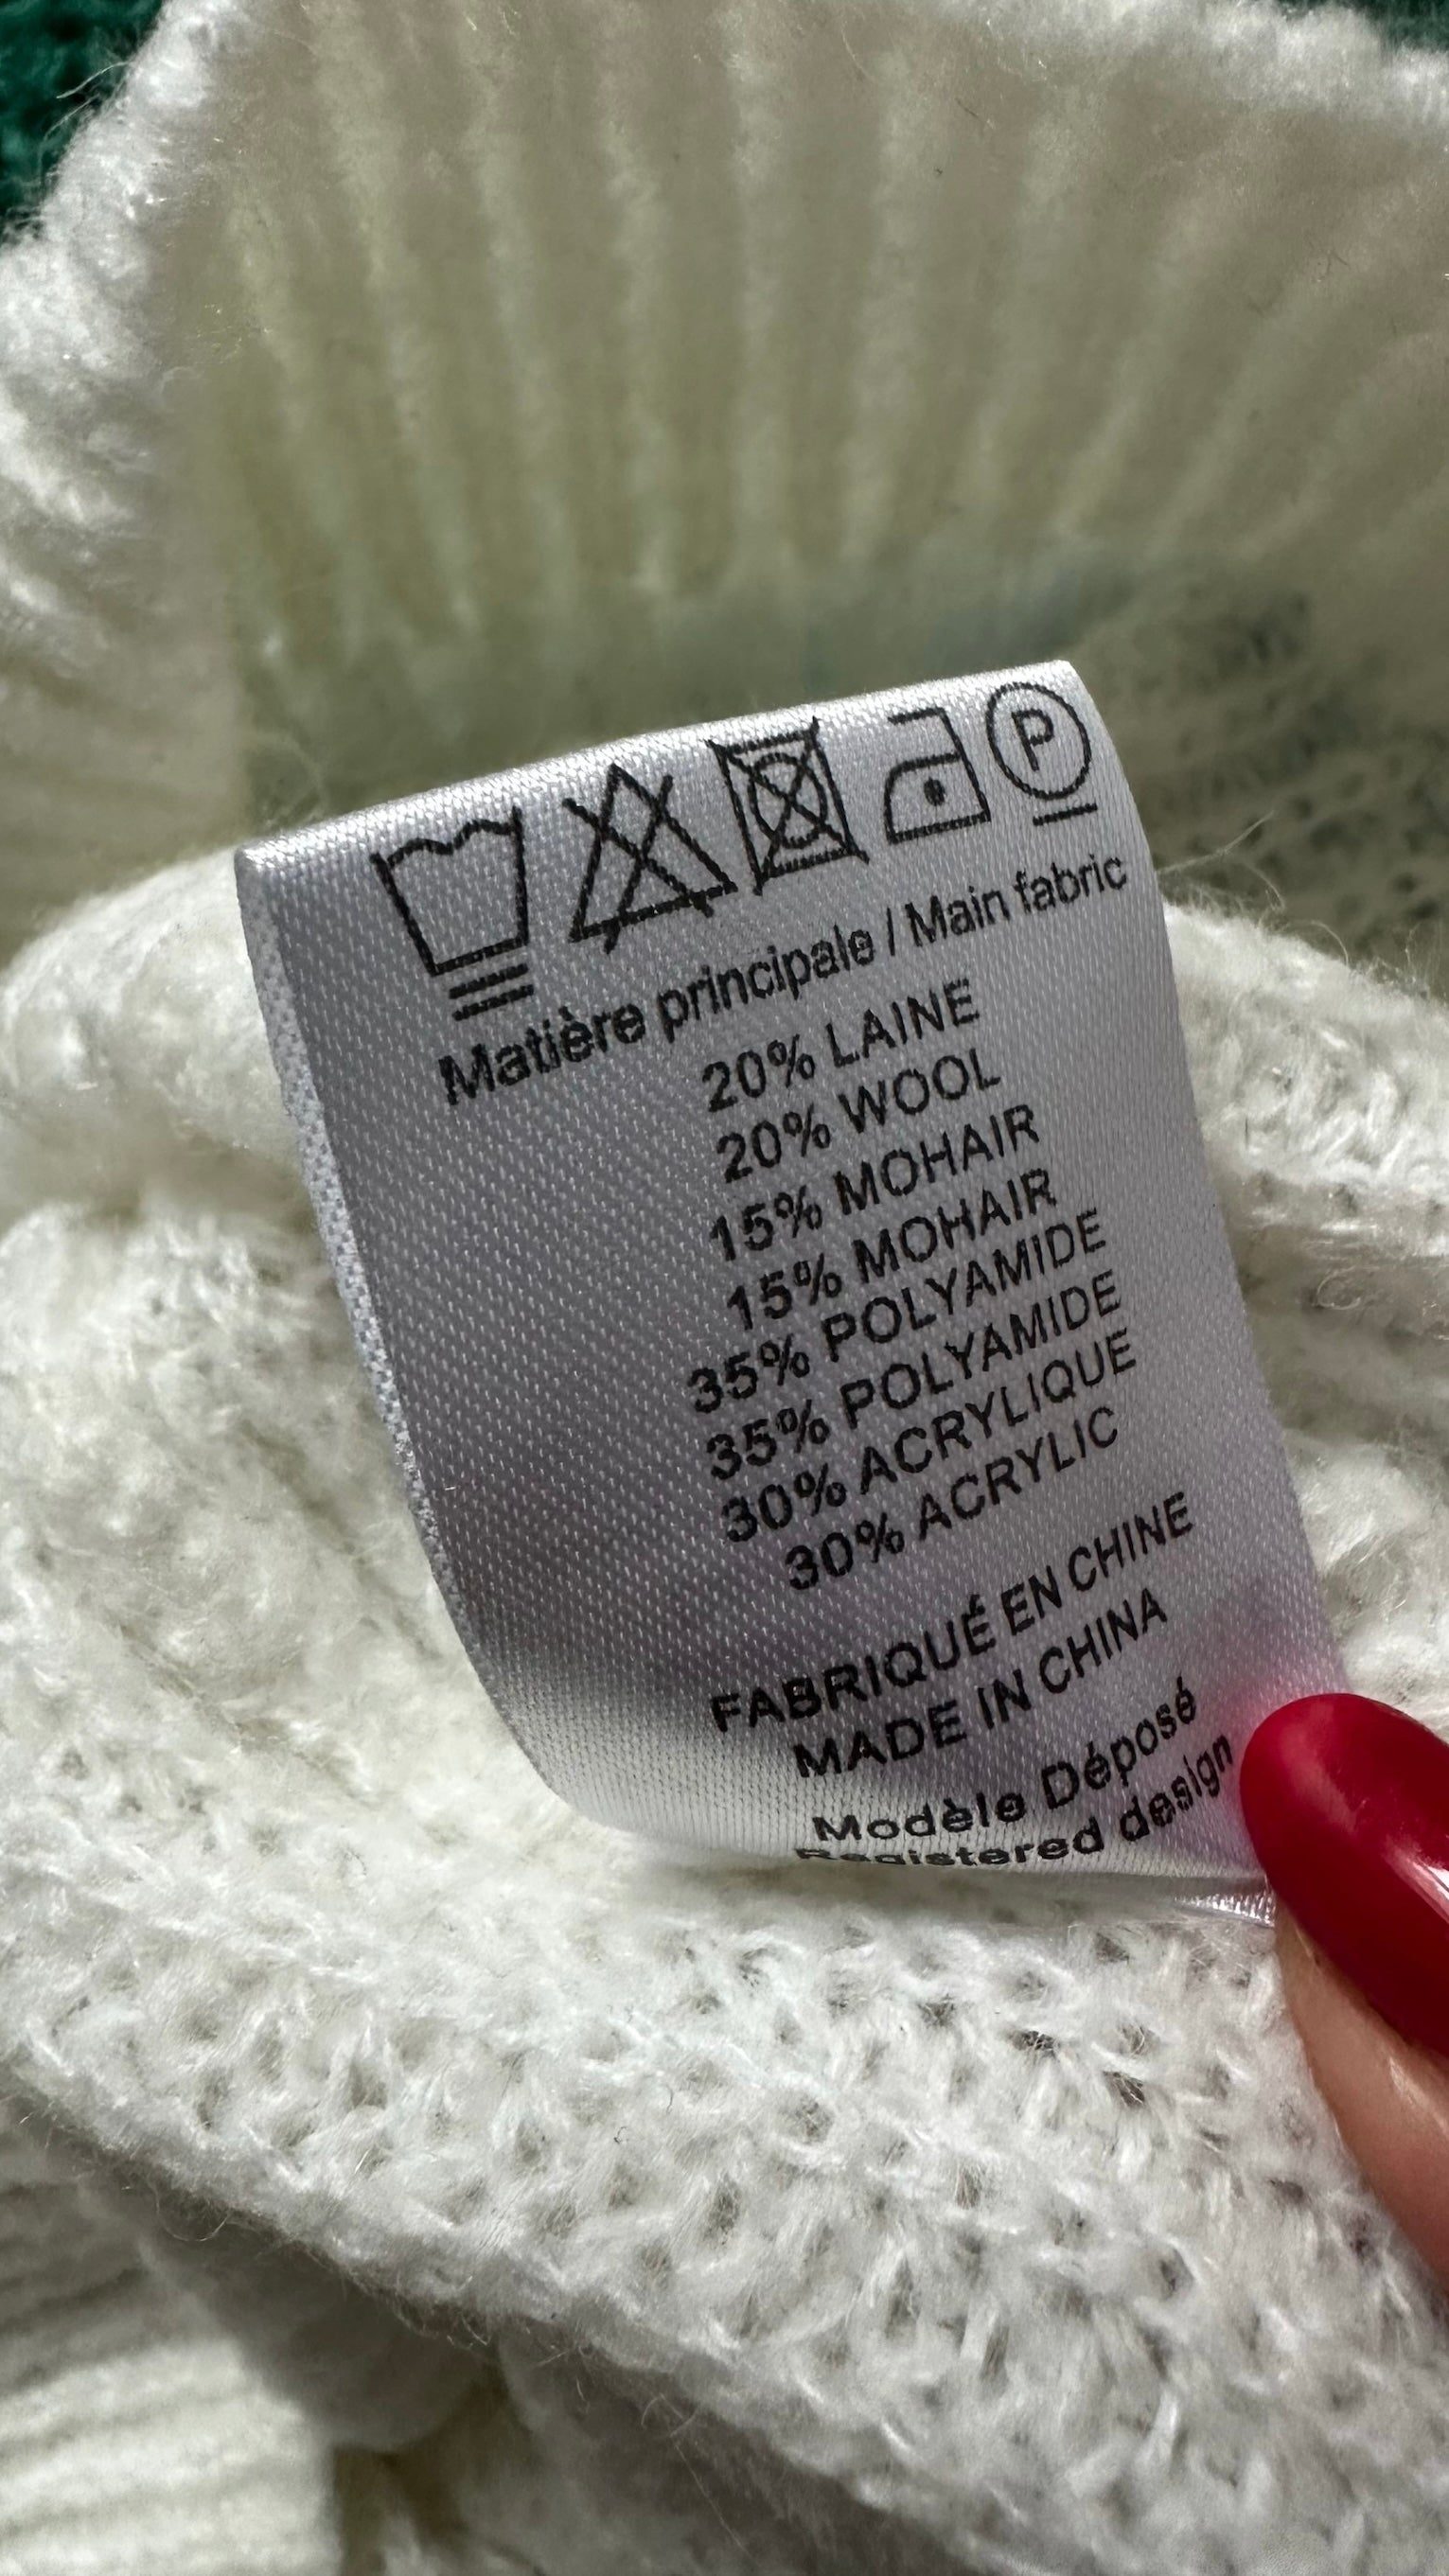 P
Matière principale / Main fabric
20% LAINE
20% WOOL
15% MOHAIR
15% MOHAIR
35% POLYAMIDE
35% POLYAMIDE
30% ACRYLIQUE
30% ACRYLIC
FABRIQUÉ EN CHINE
MADE IN CHINA
Modèle Déposé
Registered design